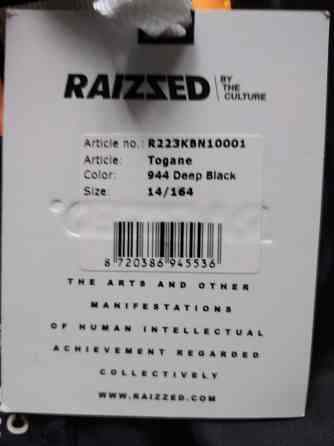 RAIZZED BY THE CULTURE
Article no.: R223KBN10001
Article: Togane
Color: 944 Deep Black
Size: 14/164
8 720386 945536
THE ARTS AND OTHER
MANIFESTATIONS
OF HUMAN INTELLECTUAL
ACHIEVEMENT REGARDED
COLLECTIVELY
WWW.RAIZZED.COM